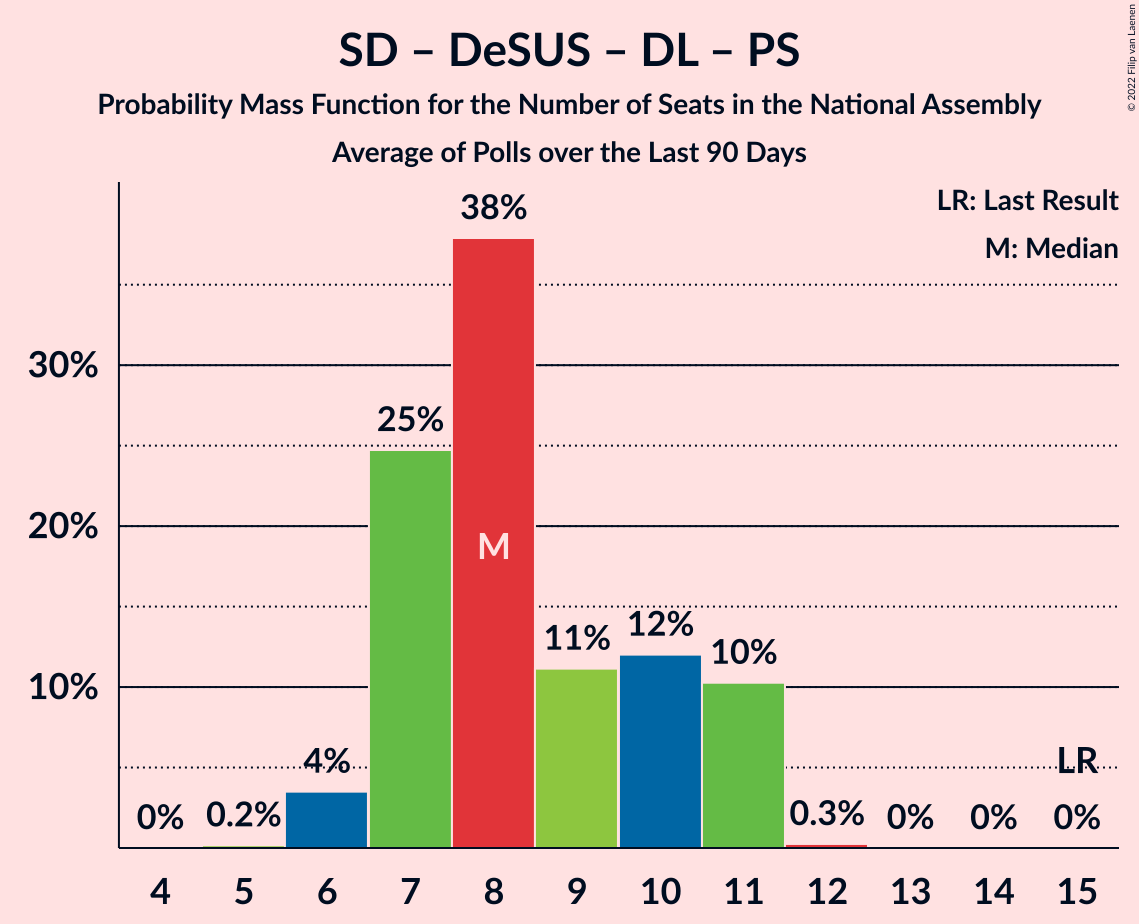 SD – DeSUS – DL – PS
Probability Mass Function for the Number of Seats in the National Assembly
Average of Polls over the Last 90 Days
© 2022 Filip van Laenen
LR: Last Result
M: Median
38%
30%
25%
20%
M
12%
11%
10%
10%
4%
LR
0%
0.2%
0.3%
0%
0%
0%
4 5 6 7 8 9 10 11 12 13 14 15